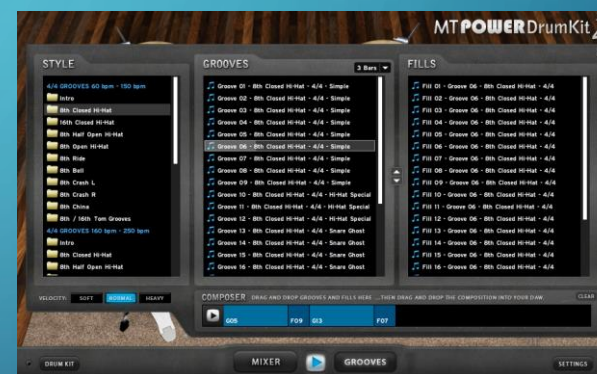 MT POWER DrumKit
STYLE
4/4 GROOVES 60 bpm - 150 bpm
Intro
8th Closed Hi-Hat
16th Closed Hi-Hat
8th Half Open Hi-Hat
8th Open Hi-Hat
8th Ride
8th Bell
8th Crash L
8th Crash R
8th China
8th / 16th Tom Grooves
4/4 GROOVES 160 bpm - 250 bpm
Intro
8th Closed Hi-Hat
8th Half Open Hi-Hat
GROOVES
3 Bars
Groove 01 - 8th Closed Hi-Hat - 4/4 - Simple
Groove 02 - 8th Closed Hi-Hat - 4/4 - Simple
Groove 03 - 8th Closed Hi-Hat - 4/4 - Simple
Groove 04 - 8th Closed Hi-Hat - 4/4 - Simple
Groove 05 - 8th Closed Hi-Hat - 4/4 - Simple
Groove 06 - 8th Closed Hi-Hat - 4/4 - Simple
Groove 07 - 8th Closed Hi-Hat - 4/4 - Simple
Groove 08 - 8th Closed Hi-Hat - 4/4 - Simple
Groove 09 - 8th Closed Hi-Hat - 4/4 - Simple
Groove 10 - 8th Closed Hi-Hat - 4/4 - Hi-Hat Special
Groove 11 - 8th Closed Hi-Hat - 4/4 - Hi-Hat Special
Groove 12 - 8th Closed Hi-Hat - 4/4 - Hi-Hat Special
Groove 13 - 8th Closed Hi-Hat - 4/4 - Snare Ghost
Groove 14 - 8th Closed Hi-Hat - 4/4 - Snare Ghost
Groove 15 - 8th Closed Hi-Hat - 4/4 - Snare Ghost
Groove 16 - 8th Closed Hi-Hat - 4/4 - Snare Ghost
FILLS
Fill 01 - Groove 06 - 8th Closed Hi-Hat - 4/4
Fill 02 - Groove 06 - 8th Closed Hi-Hat - 4/4
Fill 03 - Groove 06 - 8th Closed Hi-Hat - 4/4
Fill 04 - Groove 06 - 8th Closed Hi-Hat - 4/4
Fill 05 - Groove 06 - 8th Closed Hi-Hat - 4/4
Fill 06 - Groove 06 - 8th Closed Hi-Hat - 4/4
Fill 07 - Groove 06 - 8th Closed Hi-Hat - 4/4
Fill 08 - Groove 06 - 8th Closed Hi-Hat - 4/4
Fill 09 - Groove 06 - 8th Closed Hi-Hat - 4/4
Fill 10 - Groove 06 - 8th Closed Hi-Hat - 4/4
Fill 11 - Groove 06 - 8th Closed Hi-Hat - 4/4
Fill 12 - Groove 06 - 8th Closed Hi-Hat - 4/4
Fill 13 - Groove 06 - 8th Closed Hi-Hat - 4/4
Fill 14 - Groove 06 - 8th Closed Hi-Hat - 4/4
Fill 15 - Groove 06 - 8th Closed Hi-Hat - 4/4
Fill 16 - Groove 06 - 8th Closed Hi-Hat - 4/4
VELOCITY: SOFT NORMAL HEAVY
COMPOSER DRAG AND DROP GROOVES AND FILLS HERE ...THEN DRAG AND DROP THE COMPOSITION INTO YOUR DAW. CLEAR
G05 F09 G13 F07
DRUM KIT MIXER GROOVES SETTINGS